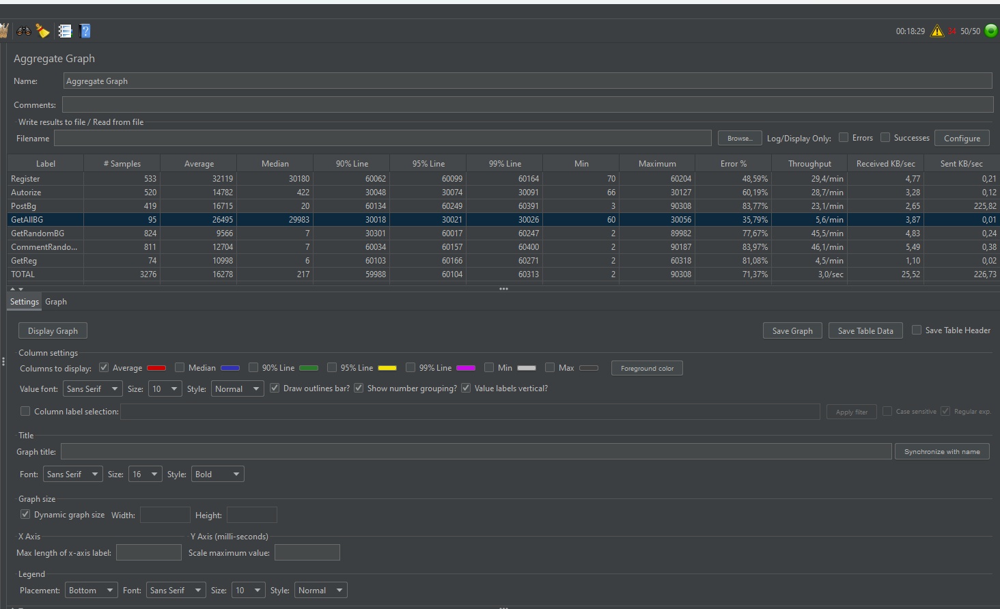 00:18:29 34 50/50
Aggregate Graph
Name: Aggregate Graph
Comments:
Write results to file / Read from file
Filename Browse... Log/Display Only: Errors Successes Configure
Label # Samples Average Median 90% Line 95% Line 99% Line Min Maximum Error % Throughput Received KB/sec Sent KB/sec
Register 533 32119 30180 60062 60099 60164 70 60204 48,59% 29,4/min 4,77 0,21
Autorize 520 14782 422 30048 30074 30091 66 30127 60,19% 28,7/min 3,28 0,12
PostBg 419 16715 20 60134 60249 60391 3 90308 83,77% 23,1/min 2,65 225,82
GetAllBG 95 26495 29983 30018 30021 30026 60 30056 35,79% 5,6/min 3,87 0,01
GetRandomBG 824 9566 7 30301 60017 60247 2 89982 77,67% 45,5/min 4,83 0,24
CommentRando... 811 12704 7 60034 60157 60400 2 90187 83,97% 46,1/min 5,49 0,38
GetReg 74 10998 6 60103 60166 60271 2 60318 81,08% 4,5/min 1,10 0,02
TOTAL 3276 16278 217 59988 60104 60313 2 90308 71,37% 3,0/sec 25,52 226,73
Settings Graph
Display Graph Save Graph Save Table Data Save Table Header
Column settings
Columns to display: Average Median 90% Line 95% Line 99% Line Min Max Foreground color
Value font: Sans Serif Size: 10 Style: Normal Draw outlines bar? Show number grouping? Value labels vertical?
Column label selection: Apply filter Case sensitive Regular exp.
Title
Graph title: Synchronize with name
Font: Sans Serif Size: 16 Style: Bold
Graph size
Dynamic graph size Width: Height:
X Axis Y Axis (milli-seconds)
Max length of x-axis label: Scale maximum value:
Legend
Placement: Bottom Font: Sans Serif Size: 10 Style: Normal